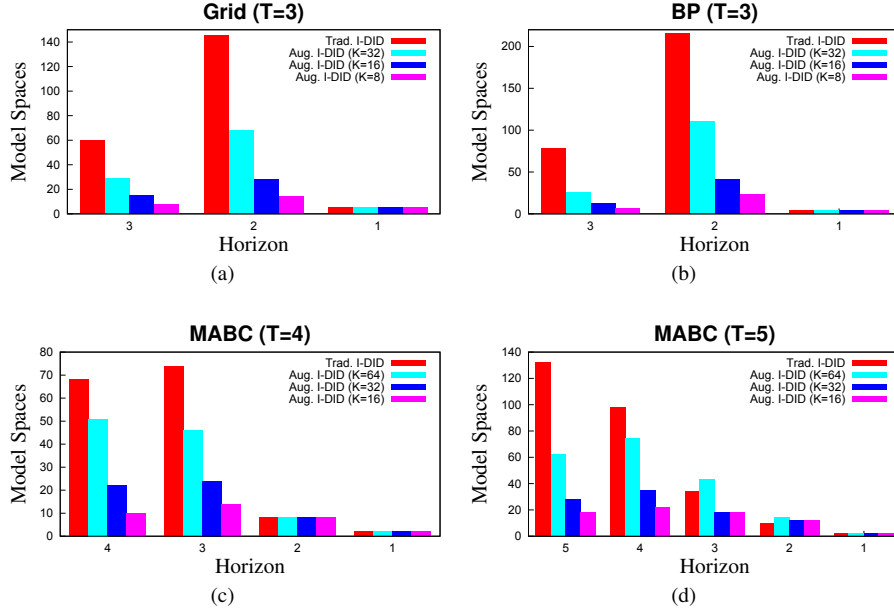 Grid (T=3)
Model Spaces
140
120
100
80
60
40
20
0
Trad. I-DID
Aug. I-DID (K=32)
Aug. I-DID (K=16)
Aug. I-DID (K=8)
3 2 1
Horizon
(a)
BP (T=3)
Model Spaces
200
150
100
50
0
Trad. I-DID
Aug. I-DID (K=32)
Aug. I-DID (K=16)
Aug. I-DID (K=8)
3 2 1
Horizon
(b)
MABC (T=4)
Model Spaces
80
70
60
50
40
30
20
10
0
Trad. I-DID
Aug. I-DID (K=64)
Aug. I-DID (K=32)
Aug. I-DID (K=16)
4 3 2 1
Horizon
(c)
MABC (T=5)
Model Spaces
140
120
100
80
60
40
20
0
Trad. I-DID
Aug. I-DID (K=64)
Aug. I-DID (K=32)
Aug. I-DID (K=16)
5 4 3 2 1
Horizon
(d)